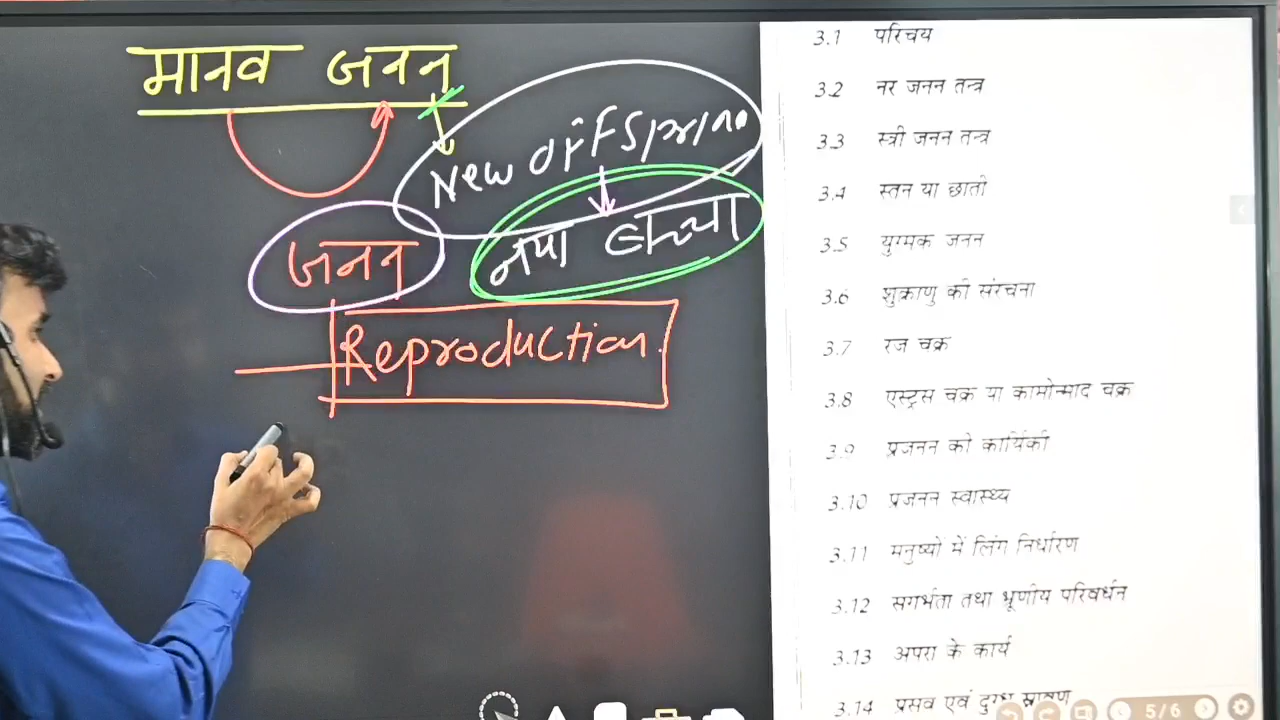 मानव जनन
New offspring
जनन
नया बच्चा
Reproduction
3.1 परिचय
3.2 नर जनन तन्त्र
3.3 स्त्री जनन तन्त्र
3.4 स्तन या छाती
3.5 युग्मक जनन
3.6 शुक्राणु की संरचना
3.7 रज चक्र
3.8 एस्ट्रस चक्र या कामोन्माद चक्र
3.9 प्रजनन की कार्यिकी
3.10 प्रजनन स्वास्थ्य
3.11 मनुष्यों में लिंग निर्धारण
3.12 सगर्भता तथा भ्रूणीय परिवर्धन
3.13 अपरा के कार्य
3.14 प्रसव एवं दुग्ध स्रावण
5/6